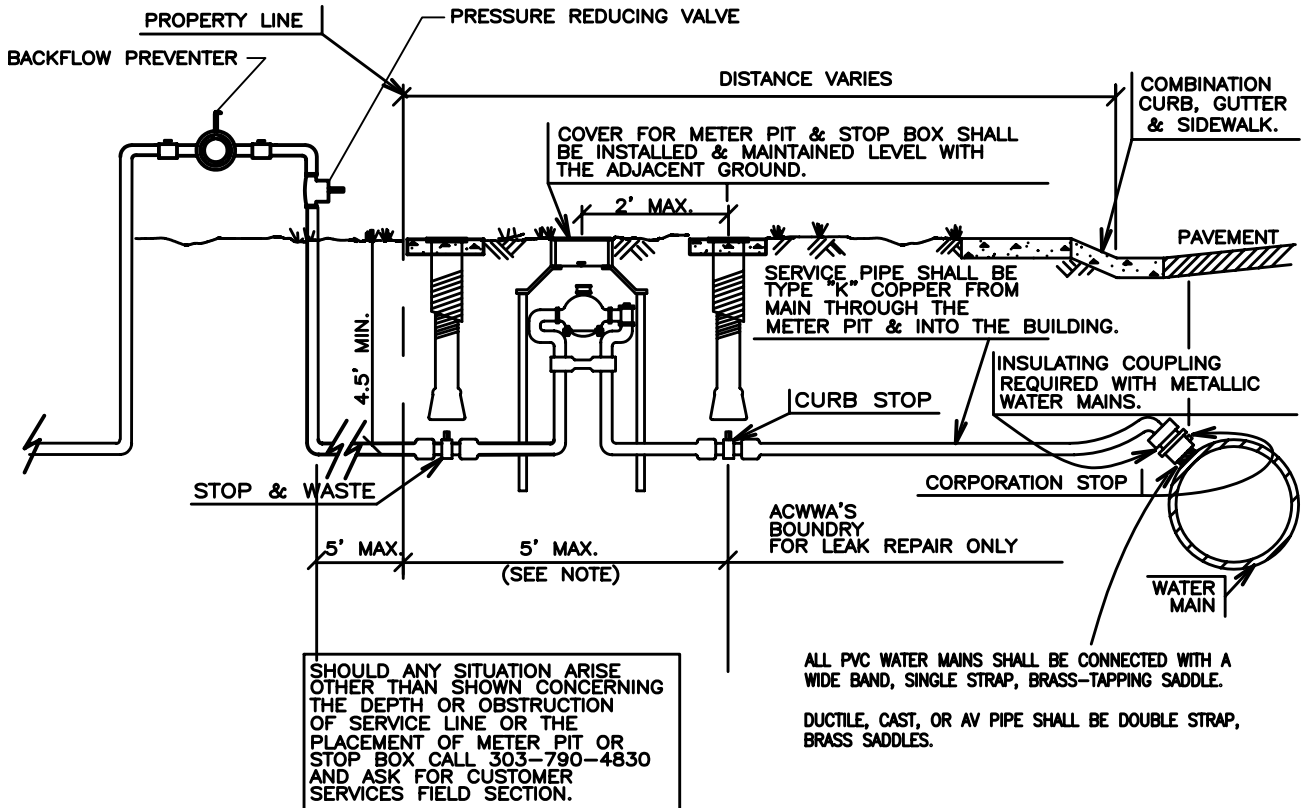 PROPERTY LINE
PRESSURE REDUCING VALVE
BACKFLOW PREVENTER
DISTANCE VARIES
COMBINATION
CURB, GUTTER
& SIDEWALK.
COVER FOR METER PIT & STOP BOX SHALL
BE INSTALLED & MAINTAINED LEVEL WITH
THE ADJACENT GROUND.
2' MAX.
PAVEMENT
SERVICE PIPE SHALL BE
TYPE "K" COPPER FROM
MAIN THROUGH THE
METER PIT & INTO THE BUILDING.
4.5' MIN.
INSULATING COUPLING
REQUIRED WITH METALLIC
WATER MAINS.
CURB STOP
STOP & WASTE
CORPORATION STOP
ACWWA'S
BOUNDRY
FOR LEAK REPAIR ONLY
5' MAX.
5' MAX.
(SEE NOTE)
WATER
MAIN
SHOULD ANY SITUATION ARISE
OTHER THAN SHOWN CONCERNING
THE DEPTH OR OBSTRUCTION
OF SERVICE LINE OR THE
PLACEMENT OF METER PIT OR
STOP BOX CALL 303-790-4830
AND ASK FOR CUSTOMER
SERVICES FIELD SECTION.
ALL PVC WATER MAINS SHALL BE CONNECTED WITH A
WIDE BAND, SINGLE STRAP, BRASS-TAPPING SADDLE.
DUCTILE, CAST, OR AV PIPE SHALL BE DOUBLE STRAP,
BRASS SADDLES.